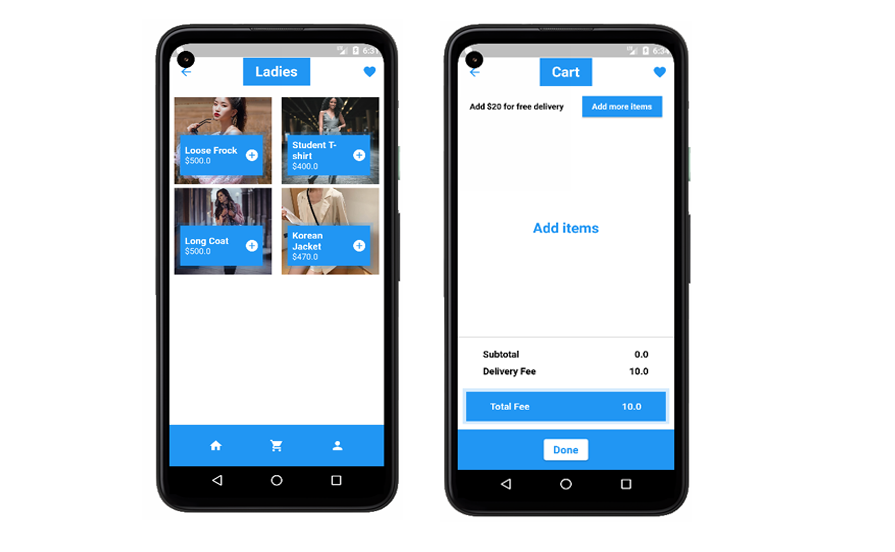 6:31
Ladies
Loose Frock
$500.0
Student T-
shirt
$400.0
Long Coat
$500.0
Korean
Jacket
$470.0
6:34
Cart
Add $20 for free delivery
Add more items
Add items
Subtotal 0.0
Delivery Fee 10.0
Total Fee 10.0
Done